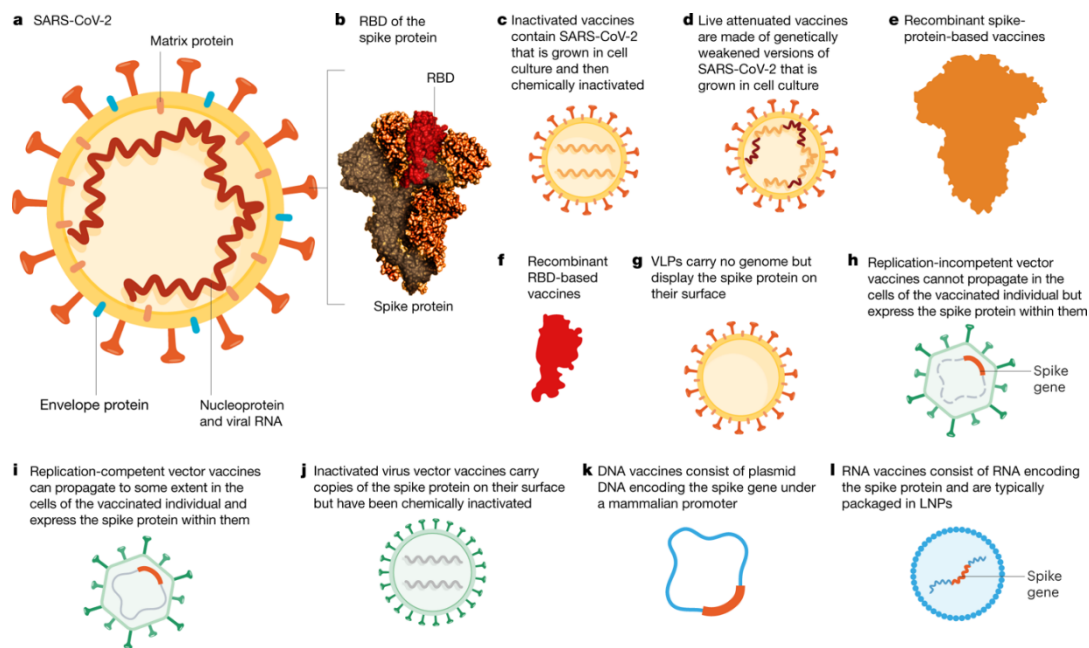 a SARS-CoV-2
Matrix protein
Envelope protein
Nucleoprotein
and viral RNA
b RBD of the
spike protein
RBD
Spike protein
c Inactivated vaccines
contain SARS-CoV-2
that is grown in cell
culture and then
chemically inactivated
d Live attenuated vaccines
are made of genetically
weakened versions of
SARS-CoV-2 that is
grown in cell culture
e Recombinant spike-
protein-based vaccines
f Recombinant
RBD-based
vaccines
g VLPs carry no genome but
display the spike protein on
their surface
h Replication-incompetent vector
vaccines cannot propagate in the
cells of the vaccinated individual but
express the spike protein within them
Spike
gene
i Replication-competent vector vaccines
can propagate to some extent in the
cells of the vaccinated individual and
express the spike protein within them
j Inactivated virus vector vaccines carry
copies of the spike protein on their surface
but have been chemically inactivated
k DNA vaccines consist of plasmid
DNA encoding the spike gene under
a mammalian promoter
l RNA vaccines consist of RNA encoding
the spike protein and are typically
packaged in LNPs
Spike
gene